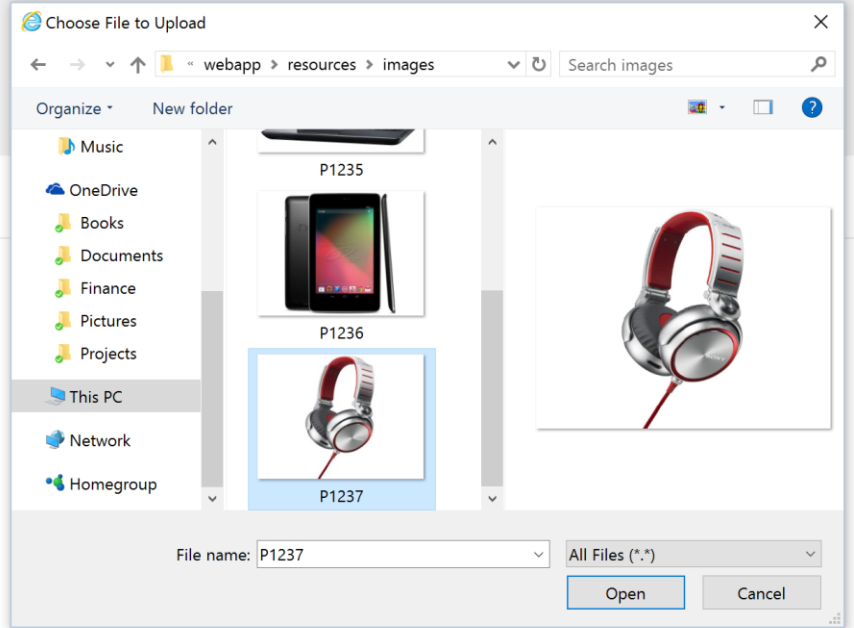 Choose File to Upload
« webapp > resources > images
Search images
Organize
New folder
Music
OneDrive
Books
Documents
Finance
Pictures
Projects
This PC
Network
Homegroup
P1235
P1236
P1237
SONY
File name: P1237
All Files (*.*)
Open
Cancel